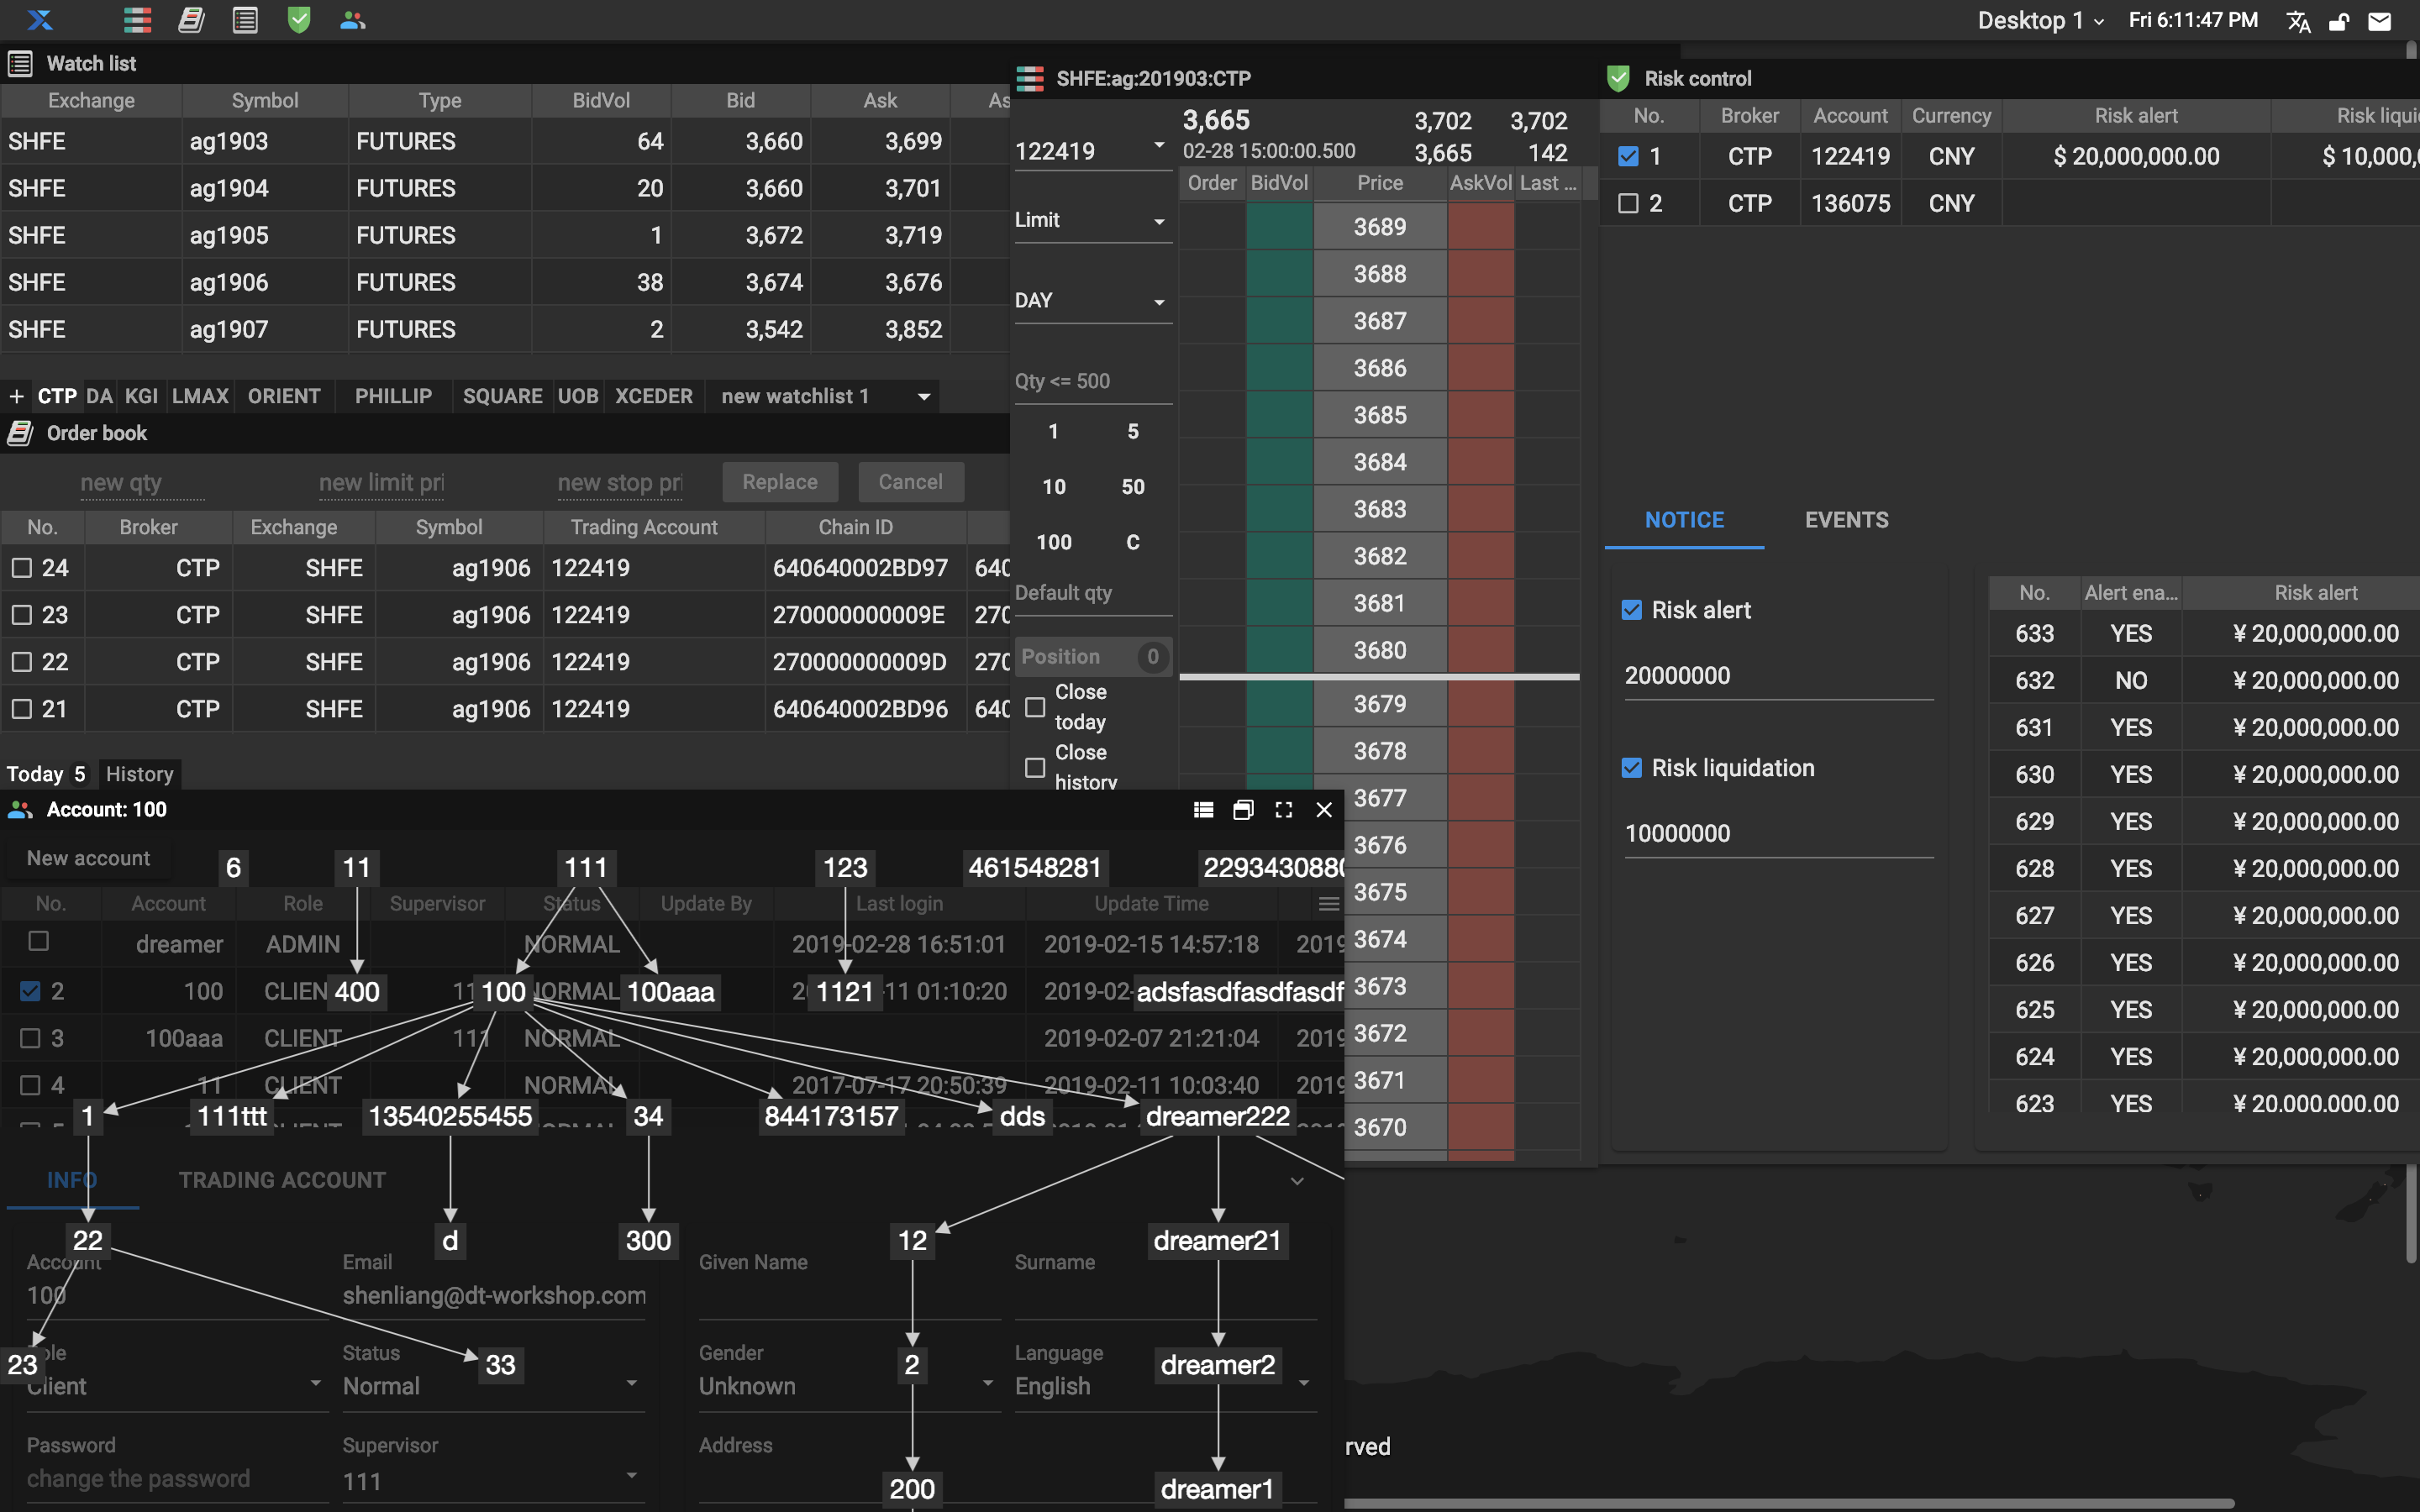 Desktop 1 Fri 6:11:47 PM
Watch list
Exchange Symbol Type BidVol Bid Ask As
SHFE ag1903 FUTURES 64 3,660 3,699
SHFE ag1904 FUTURES 20 3,660 3,701
SHFE ag1905 FUTURES 1 3,672 3,719
SHFE ag1906 FUTURES 38 3,674 3,676
SHFE ag1907 FUTURES 2 3,542 3,852
+ CTP DA KGI LMAX ORIENT PHILLIP SQUARE UOB XCEDER new watchlist 1
Order book
new qty new limit pri new stop pri Replace Cancel
No. Broker Exchange Symbol Trading Account Chain ID
24 CTP SHFE ag1906 122419 640640002BD97 640
23 CTP SHFE ag1906 122419 270000000009E 270
22 CTP SHFE ag1906 122419 270000000009D 270
21 CTP SHFE ag1906 122419 640640002BD96 640
Today 5 History
SHFE:ag:201903:CTP
122419
3,665 3,702 3,702
02-28 15:00:00.500 3,665 142
Order BidVol Price AskVol Last ...
Limit
DAY
Qty <= 500
1 5
10 50
100 C
Default qty
Position 0
Close today
Close history
3689
3688
3687
3686
3685
3684
3683
3682
3681
3680
3679
3678
3677
3676
3675
3674
3673
3672
3671
3670
Risk control
No. Broker Account Currency Risk alert Risk liqui
1 CTP 122419 CNY $ 20,000,000.00 $ 10,000,
2 CTP 136075 CNY
NOTICE EVENTS
Risk alert
20000000
Risk liquidation
10000000
No. Alert ena... Risk alert
633 YES ¥ 20,000,000.00
632 NO ¥ 20,000,000.00
631 YES ¥ 20,000,000.00
630 YES ¥ 20,000,000.00
629 YES ¥ 20,000,000.00
628 YES ¥ 20,000,000.00
627 YES ¥ 20,000,000.00
626 YES ¥ 20,000,000.00
625 YES ¥ 20,000,000.00
624 YES ¥ 20,000,000.00
623 YES ¥ 20,000,000.00
Account: 100
New account
6 11 111 123 461548281 2293430880
No. Account Role Supervisor Status Update By Last login Update Time
dreamer ADMIN NORMAL 2019-02-28 16:51:01 2019-02-15 14:57:18 2019
2 100 CLIEN NORMAL 11 01:10:20 2019-02-
400 100 100aaa 1121 adsfasdfasdfasdf
3 100aaa CLIENT 111 NORMAL 2019-02-07 21:21:04 2019
4 11 CLIENT NORMAL 2017-07-17 20:50:39 2019-02-11 10:03:40 2019
1 111ttt 13540255455 34 844173157 dds dreamer222
INFO TRADING ACCOUNT
22 d 300 12 dreamer21
Account Email Given Name Surname
100 shenliang@dt-workshop.com
Status Gender Language
23 33 2 dreamer2
Client Normal Unknown English
Password Supervisor Address
change the password 111
200 dreamer1
rved